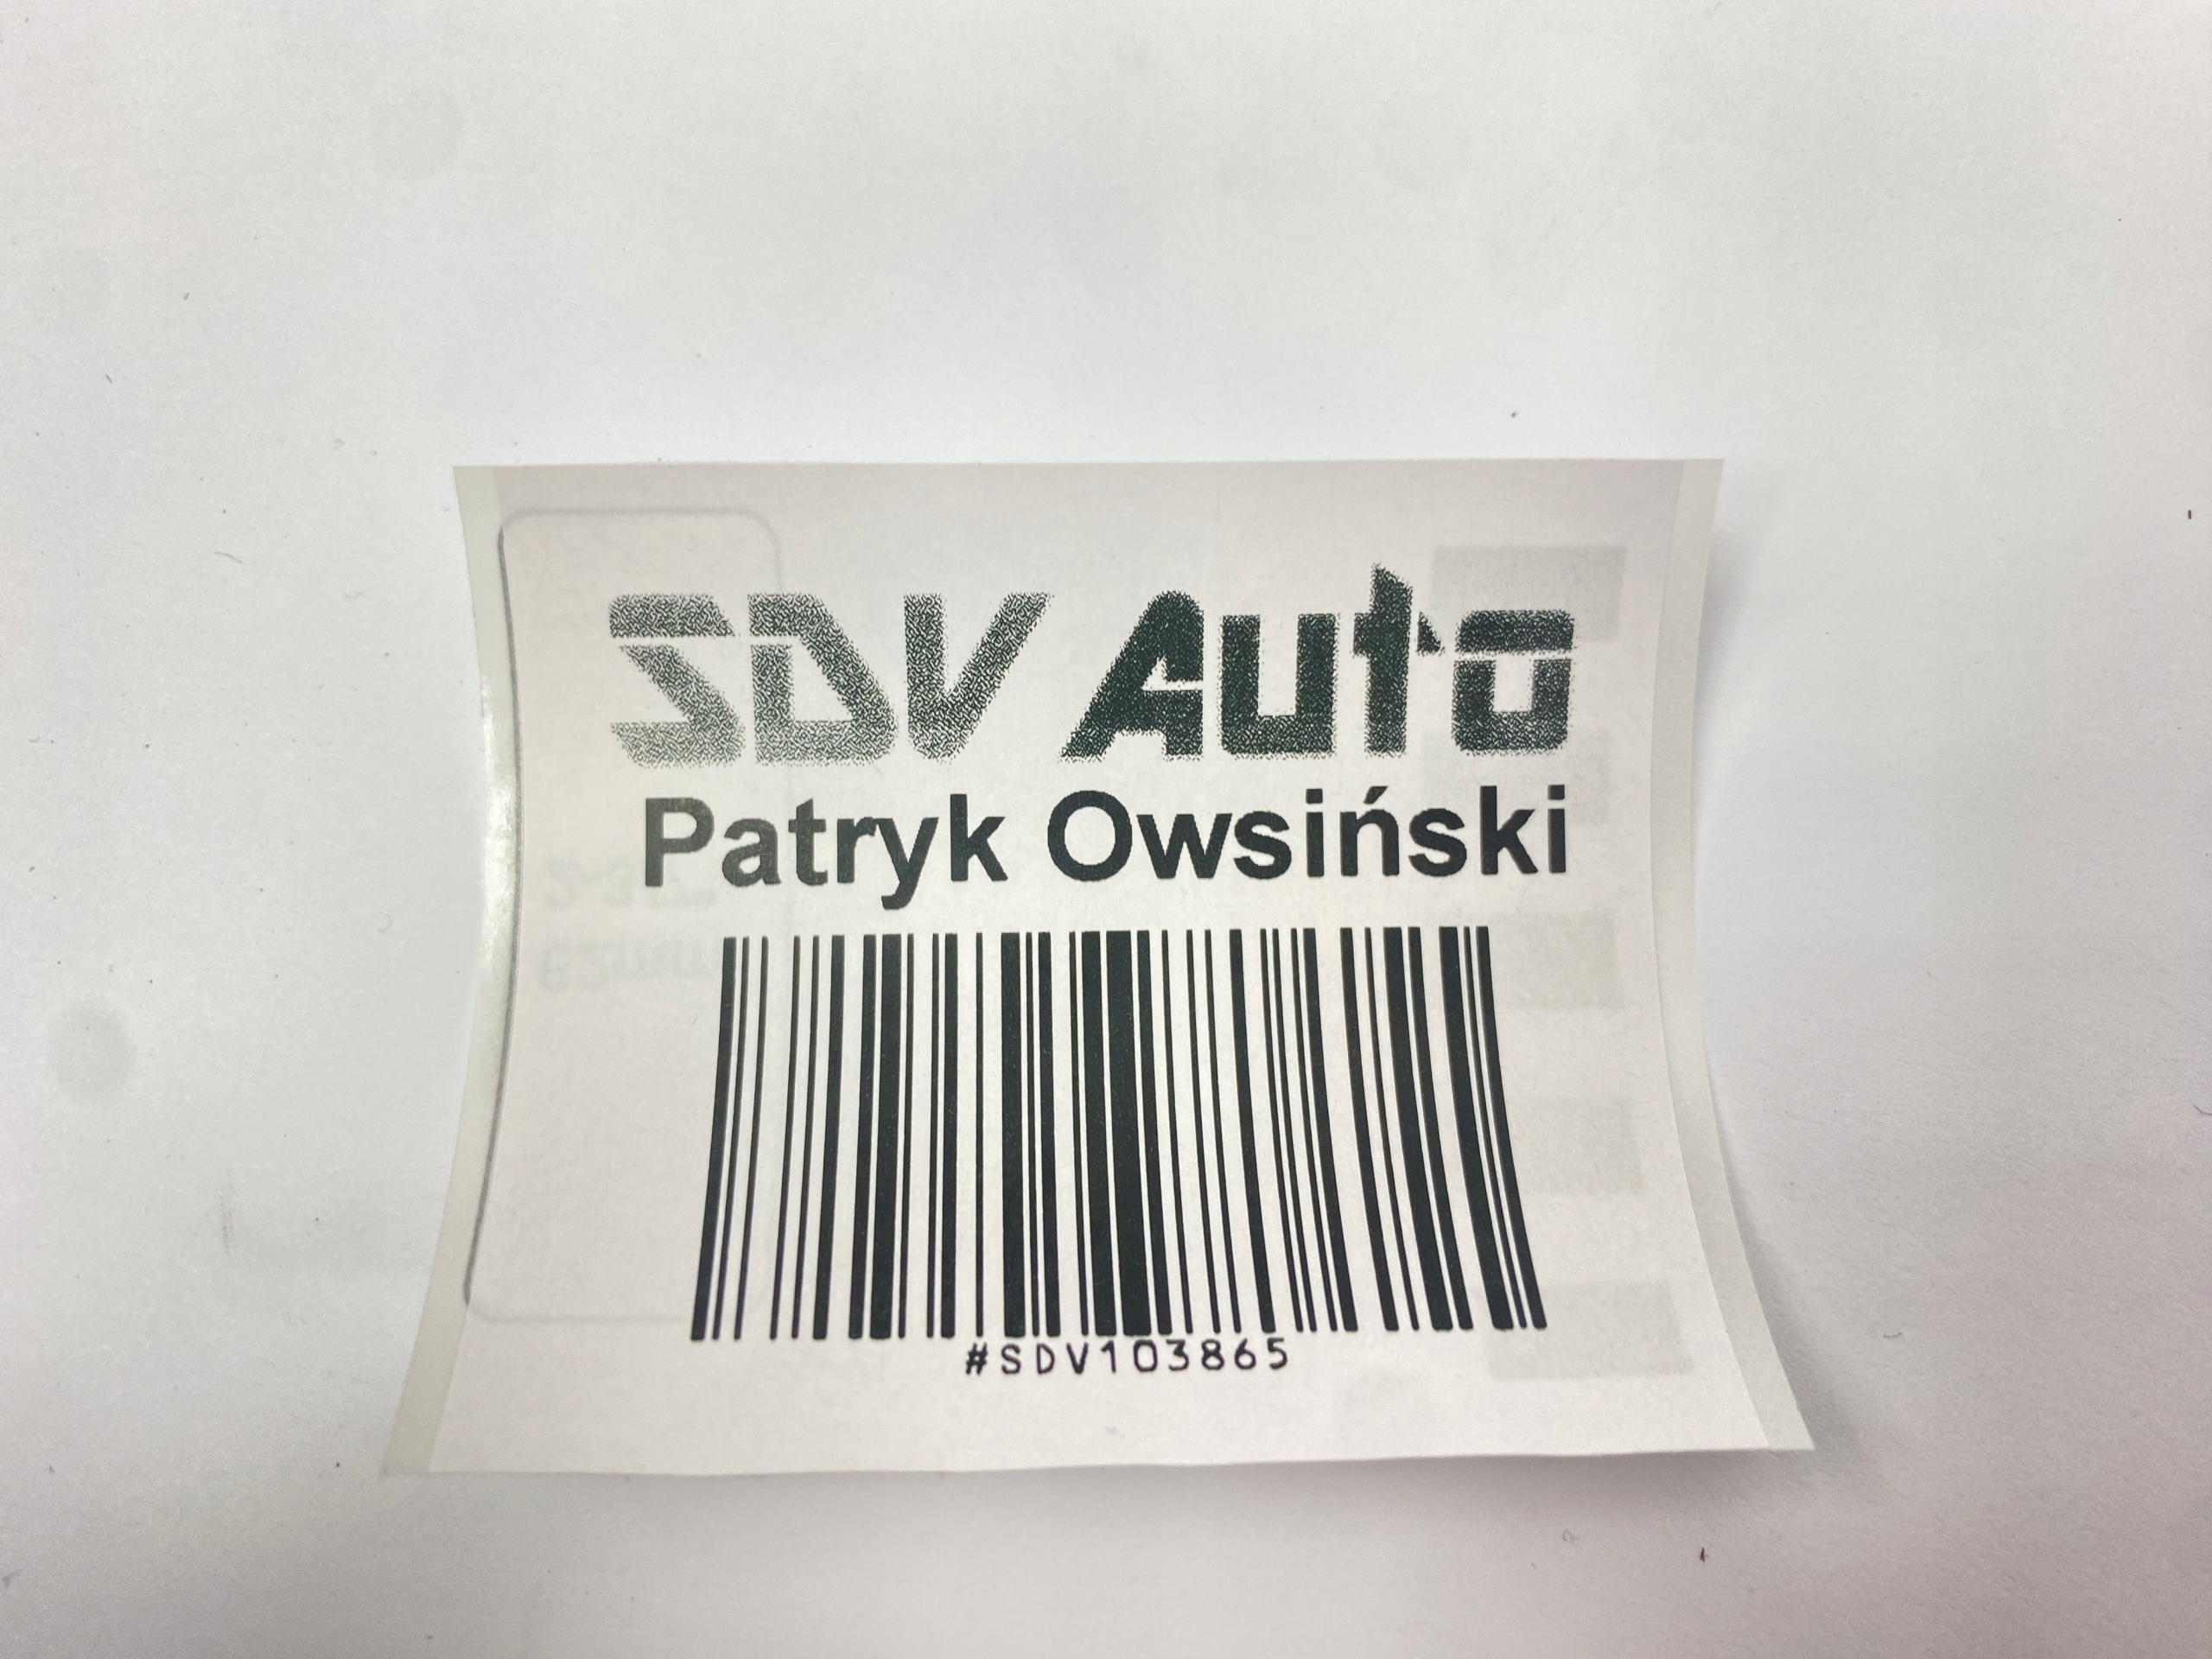 SDV Auto
Patryk Owsiński
#SDV103865